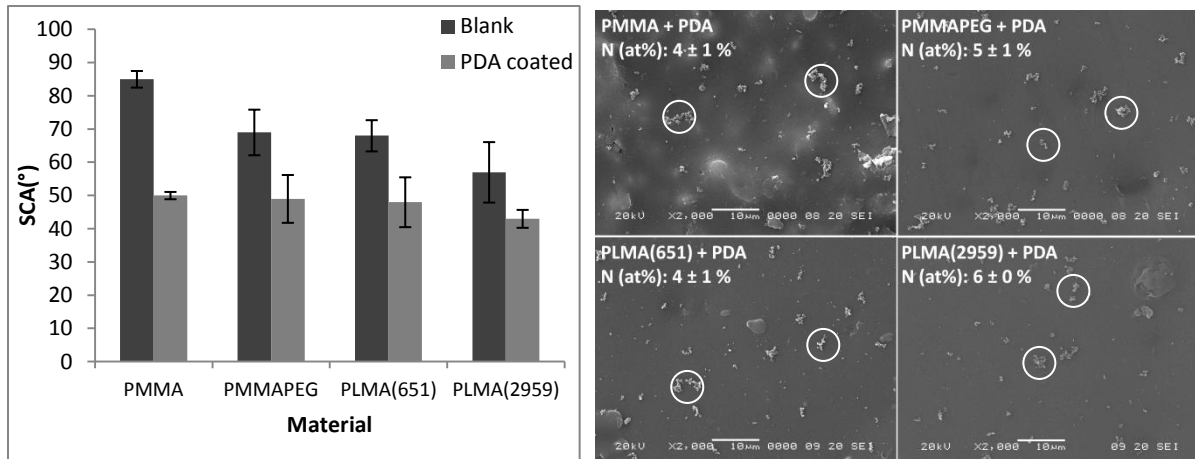 100
90
80
70
60
50
40
30
20
10
0
SCA(°)
Blank
PDA coated
PMMA
PMMAPEG
PLMA(651)
PLMA(2959)
Material
PMMA + PDA
N (at%): 4 ± 1 %
20kV X2,000 10μm 0000 08 20 SEI
PMMAPEG + PDA
N (at%): 5 ± 1 %
20kV X2,000 10μm 0000 08 20 SEI
PLMA(651) + PDA
N (at%): 4 ± 1 %
20kV X2,000 10μm 0000 09 20 SEI
PLMA(2959) + PDA
N (at%): 6 ± 0 %
20kV X2,000 10μm 09 20 SEI